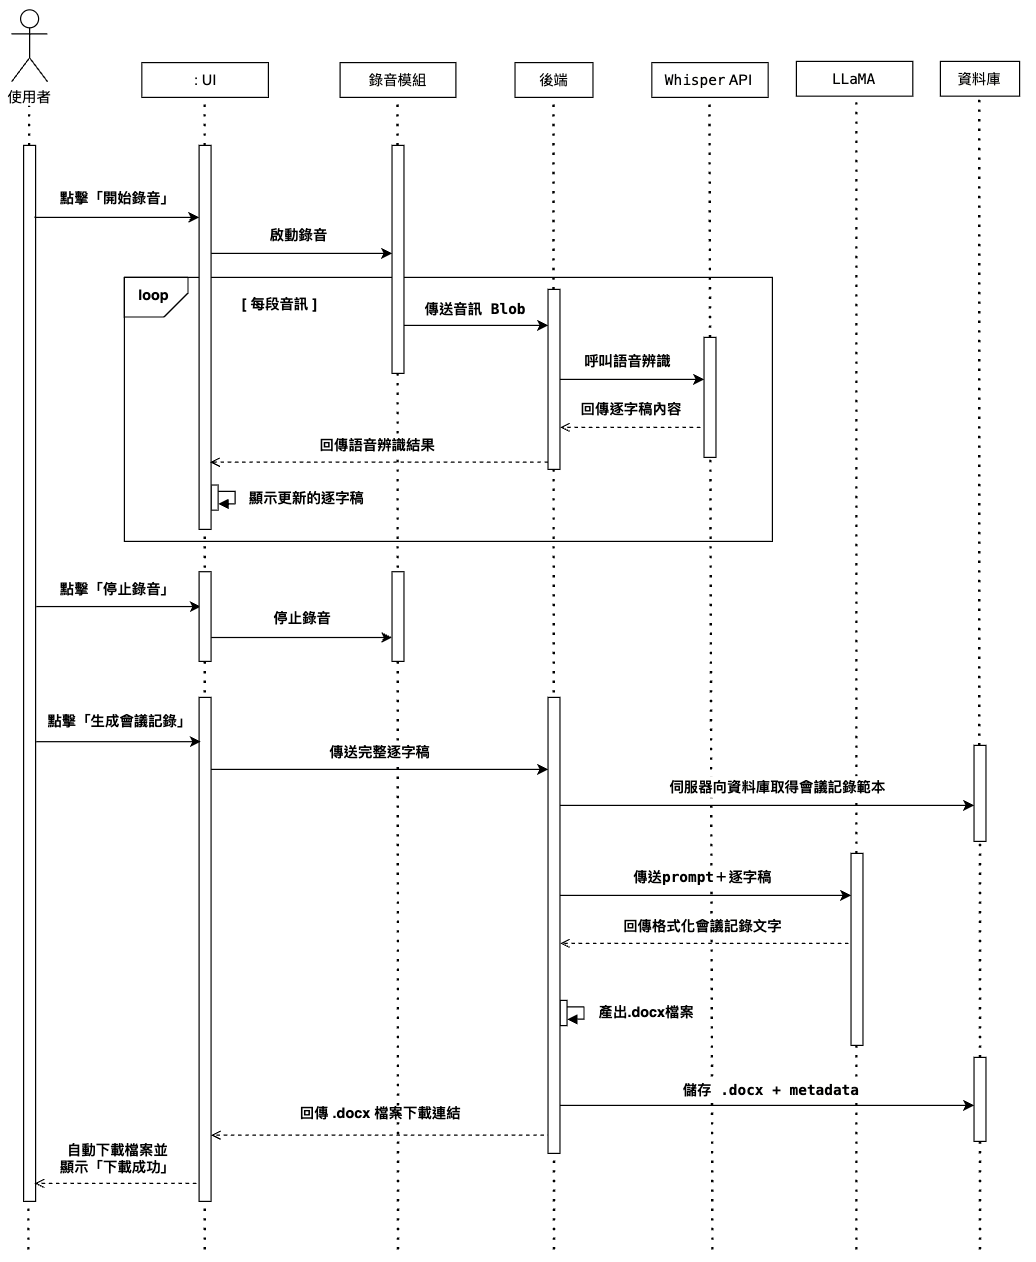 使用者
: UI
錄音模組
後端
Whisper API
LLaMA
資料庫
點擊「開始錄音」
啟動錄音
loop
[ 每段音訊 ]
傳送音訊 Blob
呼叫語音辨識
回傳逐字稿內容
回傳語音辨識結果
顯示更新的逐字稿
點擊「停止錄音」
停止錄音
點擊「生成會議記錄」
傳送完整逐字稿
伺服器向資料庫取得會議記錄範本
傳送prompt＋逐字稿
回傳格式化會議記錄文字
產出.docx檔案
儲存 .docx + metadata
回傳 .docx 檔案下載連結
自動下載檔案並
顯示「下載成功」